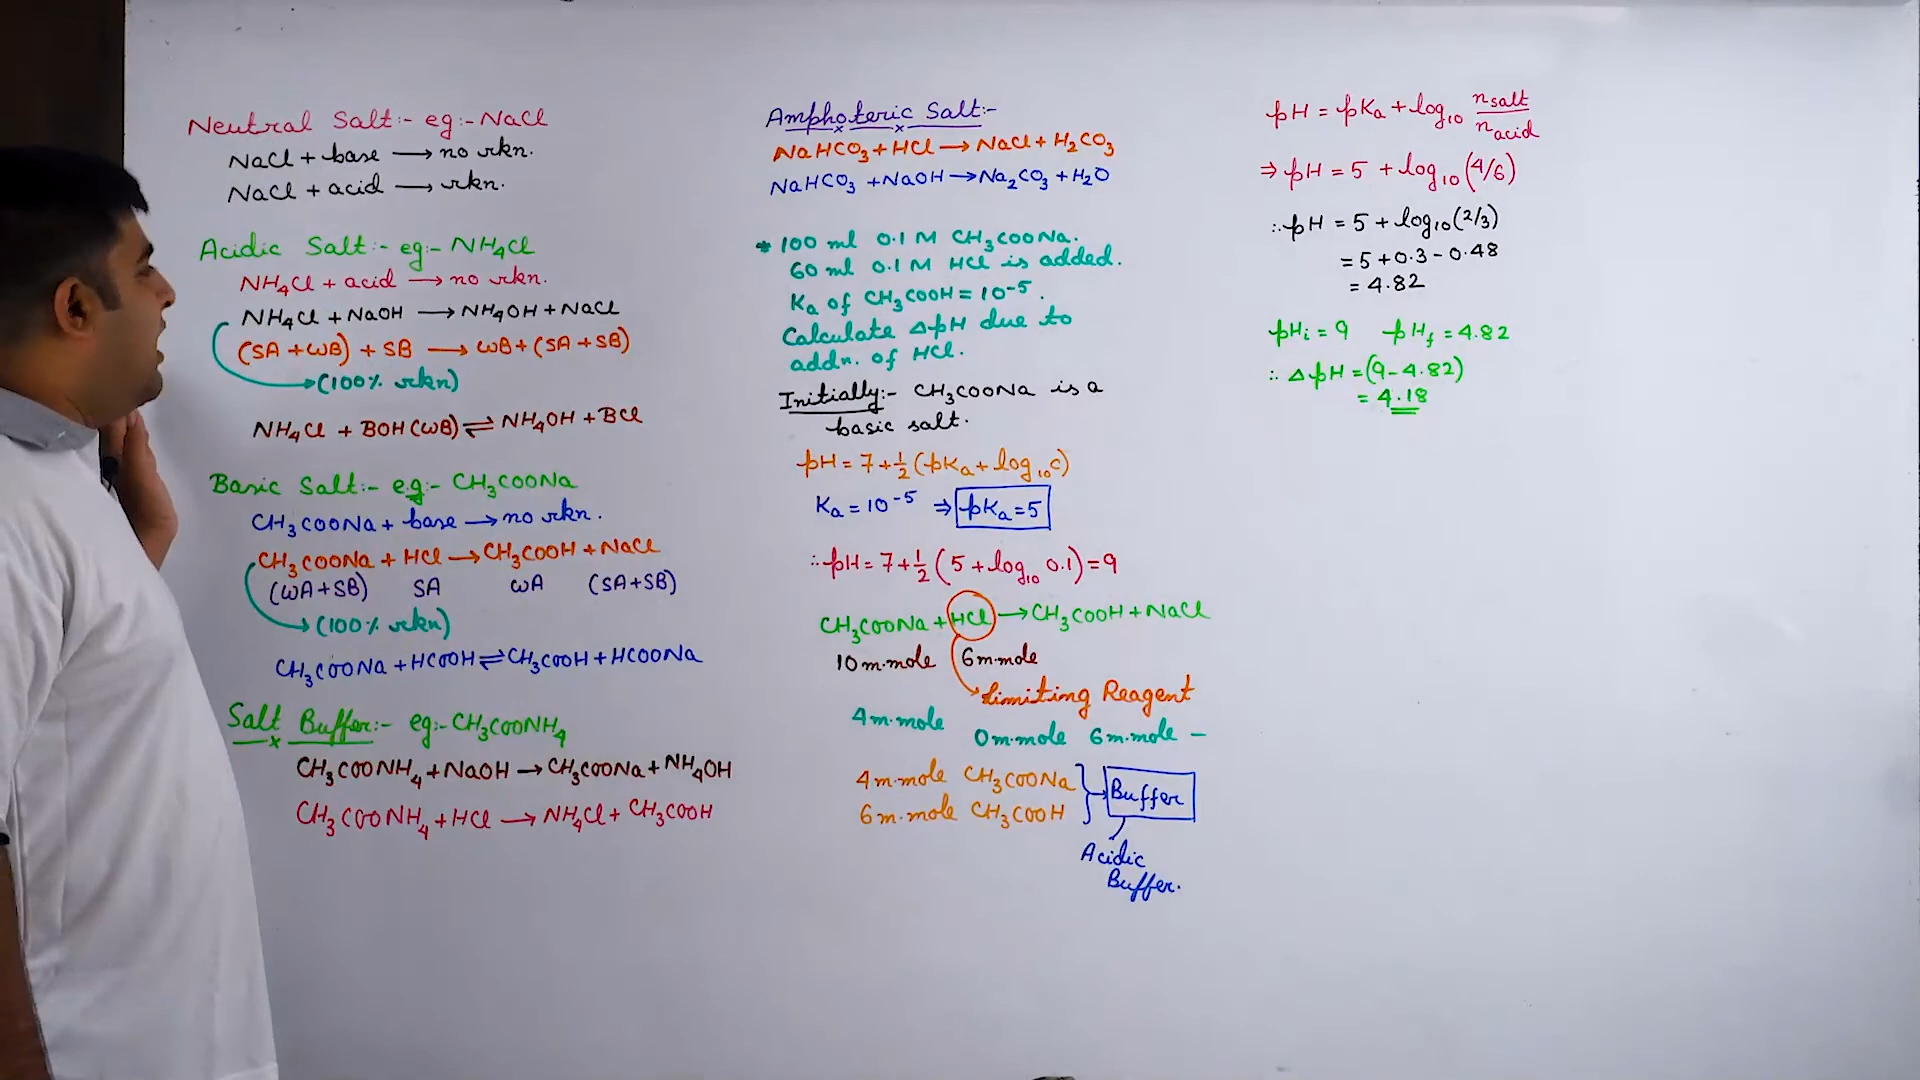 Neutral Salt:- eg:- NaCl
NaCl + base ⟶ no rkn.
NaCl + acid ⟶ rkn.
Acidic Salt:- eg:- NH₄Cl
NH₄Cl + acid ⟶ no rkn.
NH₄Cl + NaOH ⟶ NH₄OH + NaCl
(SA + WB) + SB ⟶ WB + (SA + SB)
(100% rkn)
NH₄Cl + BOH (WB) ⇌ NH₄OH + BCl
Basic Salt:- e.g:- CH₃COONa
CH₃COONa + base ⟶ no rkn.
CH₃COONa + HCl ⟶ CH₃COOH + NaCl
(WA+SB) SA WA (SA+SB)
(100% rkn)
CH₃COONa + HCOOH ⇌ CH₃COOH + HCOONa
Salt Buffer:- eg:- CH₃COONH₄
CH₃COONH₄ + NaOH ⟶ CH₃COONa + NH₄OH
CH₃COONH₄ + HCl ⟶ NH₄Cl + CH₃COOH
Amphoteric Salt:-
NaHCO₃ + HCl ⟶ NaCl + H₂CO₃
NaHCO₃ + NaOH ⟶ Na₂CO₃ + H₂O
* 100 ml 0.1 M CH₃COONa.
60 ml 0.1 M HCl is added.
Ka of CH₃COOH = 10⁻⁵.
Calculate ΔpH due to
addn. of HCl.
Initially:- CH₃COONa is a
basic salt.
pH = 7 + ½ (pKa + log₁₀c)
Ka = 10⁻⁵ ⇒ pKa = 5
∴ pH = 7 + ½ (5 + log₁₀ 0.1) = 9
CH₃COONa + HCl ⟶ CH₃COOH + NaCl
10 m.mole 6 m.mole
limiting Reagent
4 m.mole 0 m.mole 6 m.mole –
4 m.mole CH₃COONa
6 m.mole CH₃COOH
Buffer
Acidic
Buffer.
pH = pKa + log₁₀ n salt / n acid
⇒ pH = 5 + log₁₀ (4/6)
∴ pH = 5 + log₁₀ (2/3)
= 5 + 0.3 - 0.48
= 4.82
pHi = 9 pHf = 4.82
∴ ΔpH = (9 - 4.82)
= 4.18